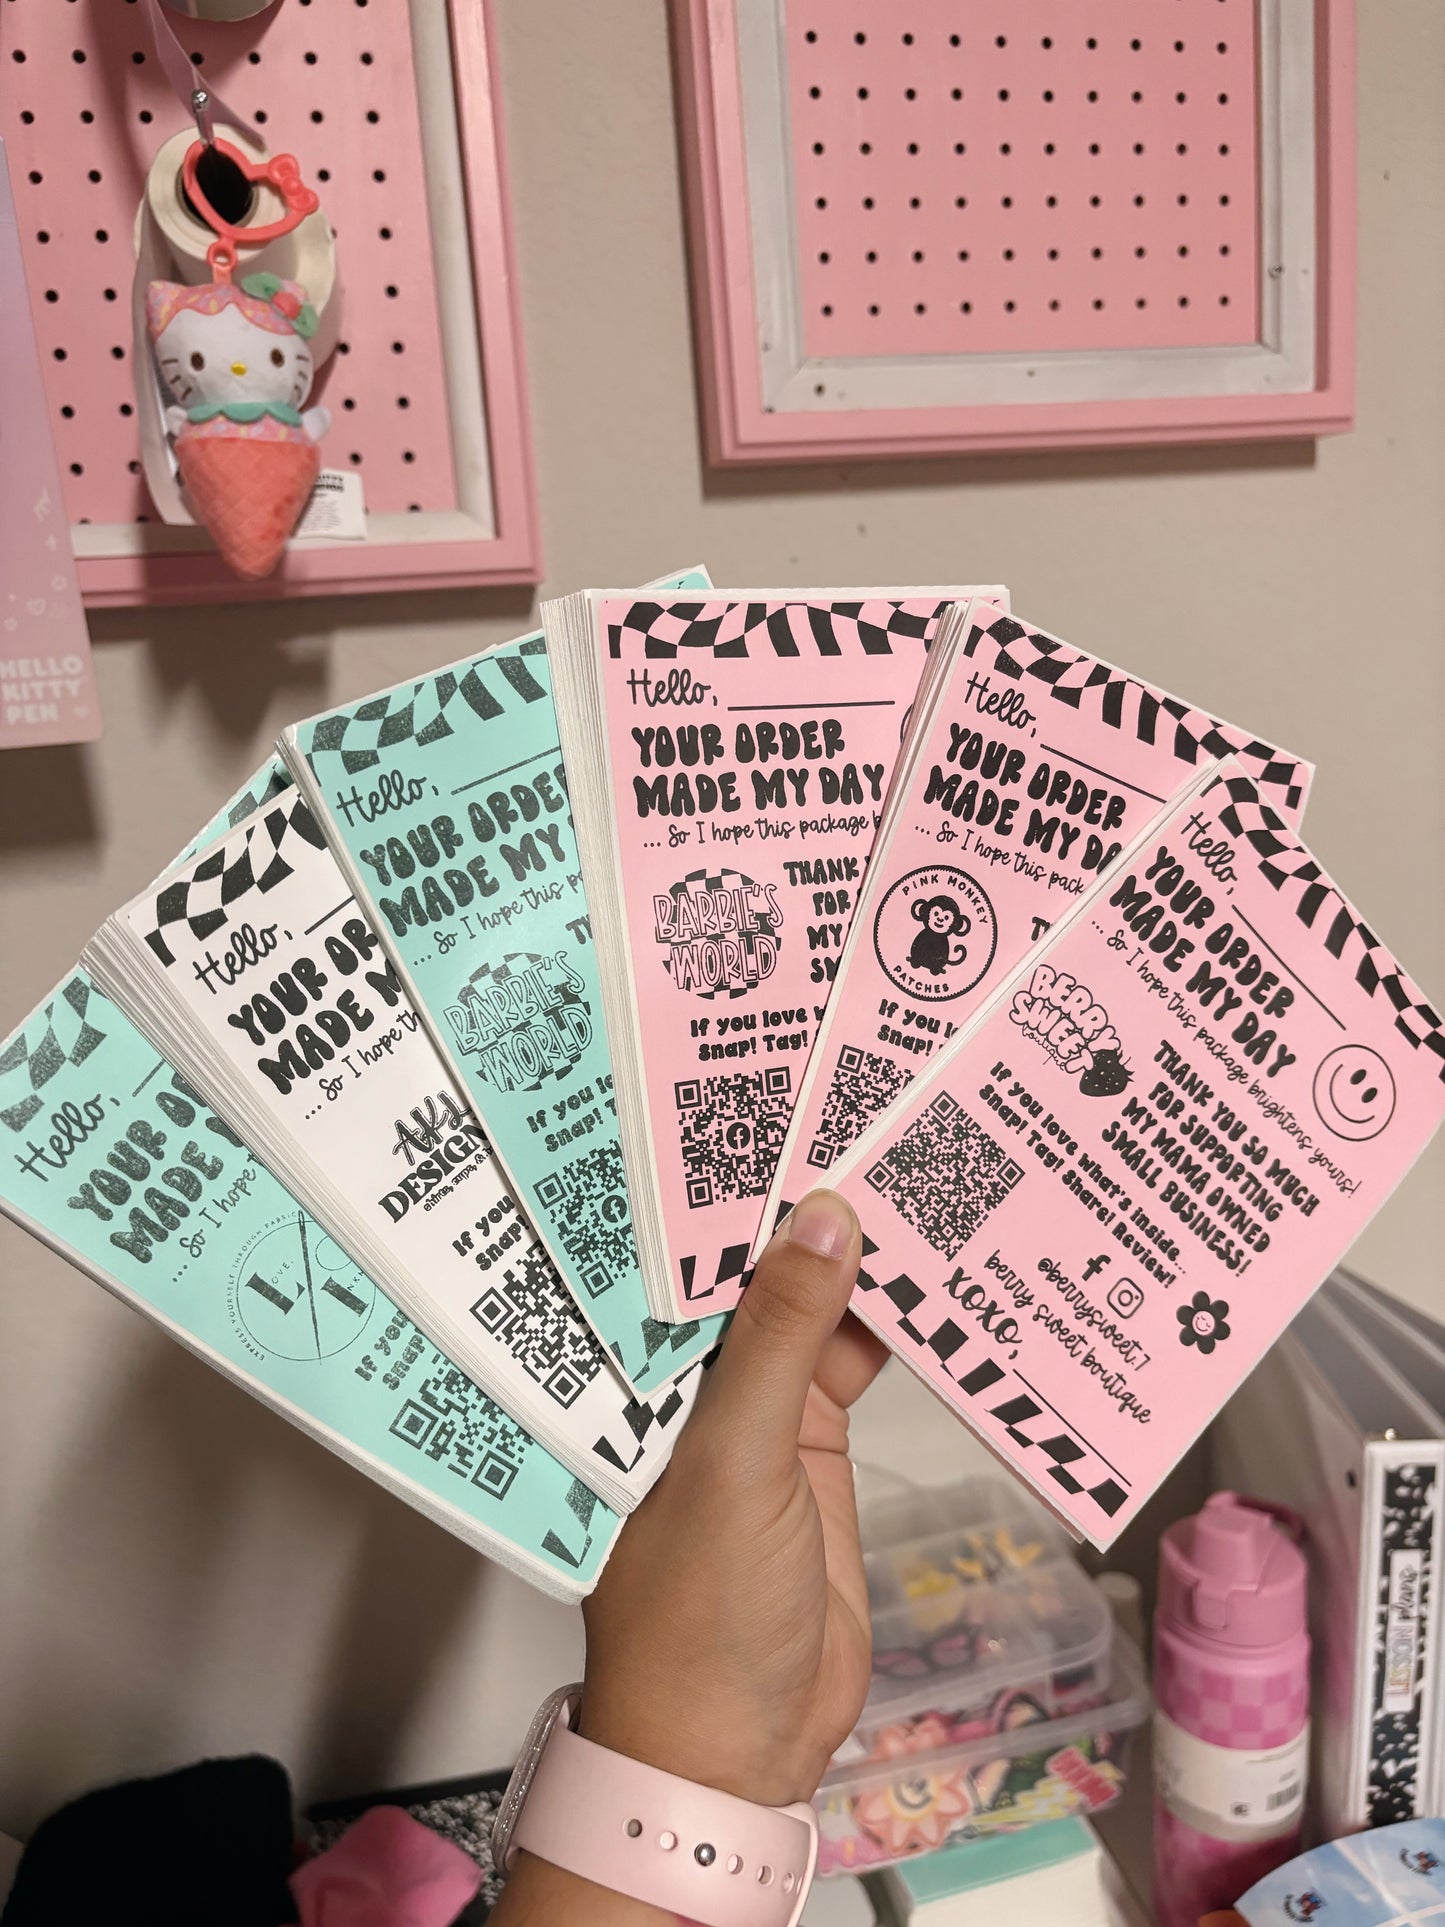 HELLO
KITTY
PEN
Hello,
YOUR
MADE
... So I hope
EXPRESS YOURSELF THROUGH FABRIC
LOVE,
L
I
If you
Snap!
Hello,
YOUR OR
MADE M
... So I hope th
AKJ
DESIGN
If you
Snap!
Hello,
YOUR ORDER
MADE MY
... So I hope this p
BARBIE'S
WORLD
If you lo
Snap! T
Hello,
YOUR ORDER
MADE MY DAY
... So I hope this package b
BARBIE'S
WORLD
THANK
FOR
MY
SM
If you love
Snap! Tag!
Hello,
YOUR ORDER
MADE MY DA
... So I hope this pack
PINK MONKEY
PATCHES
If you lo
Snap!
Hello,
YOUR ORDER
MADE MY DAY
... So I hope this package brightens yours!
BERRY
SWEET
boutique
THANK YOU SO MUCH
FOR SUPPORTING
MY MAMA OWNED
SMALL BUSINESS!
If you love what's inside...
Snap! Tag! Share! Review!
@berrysweet.7
berry sweet boutique
XOXO,
LESSON plans